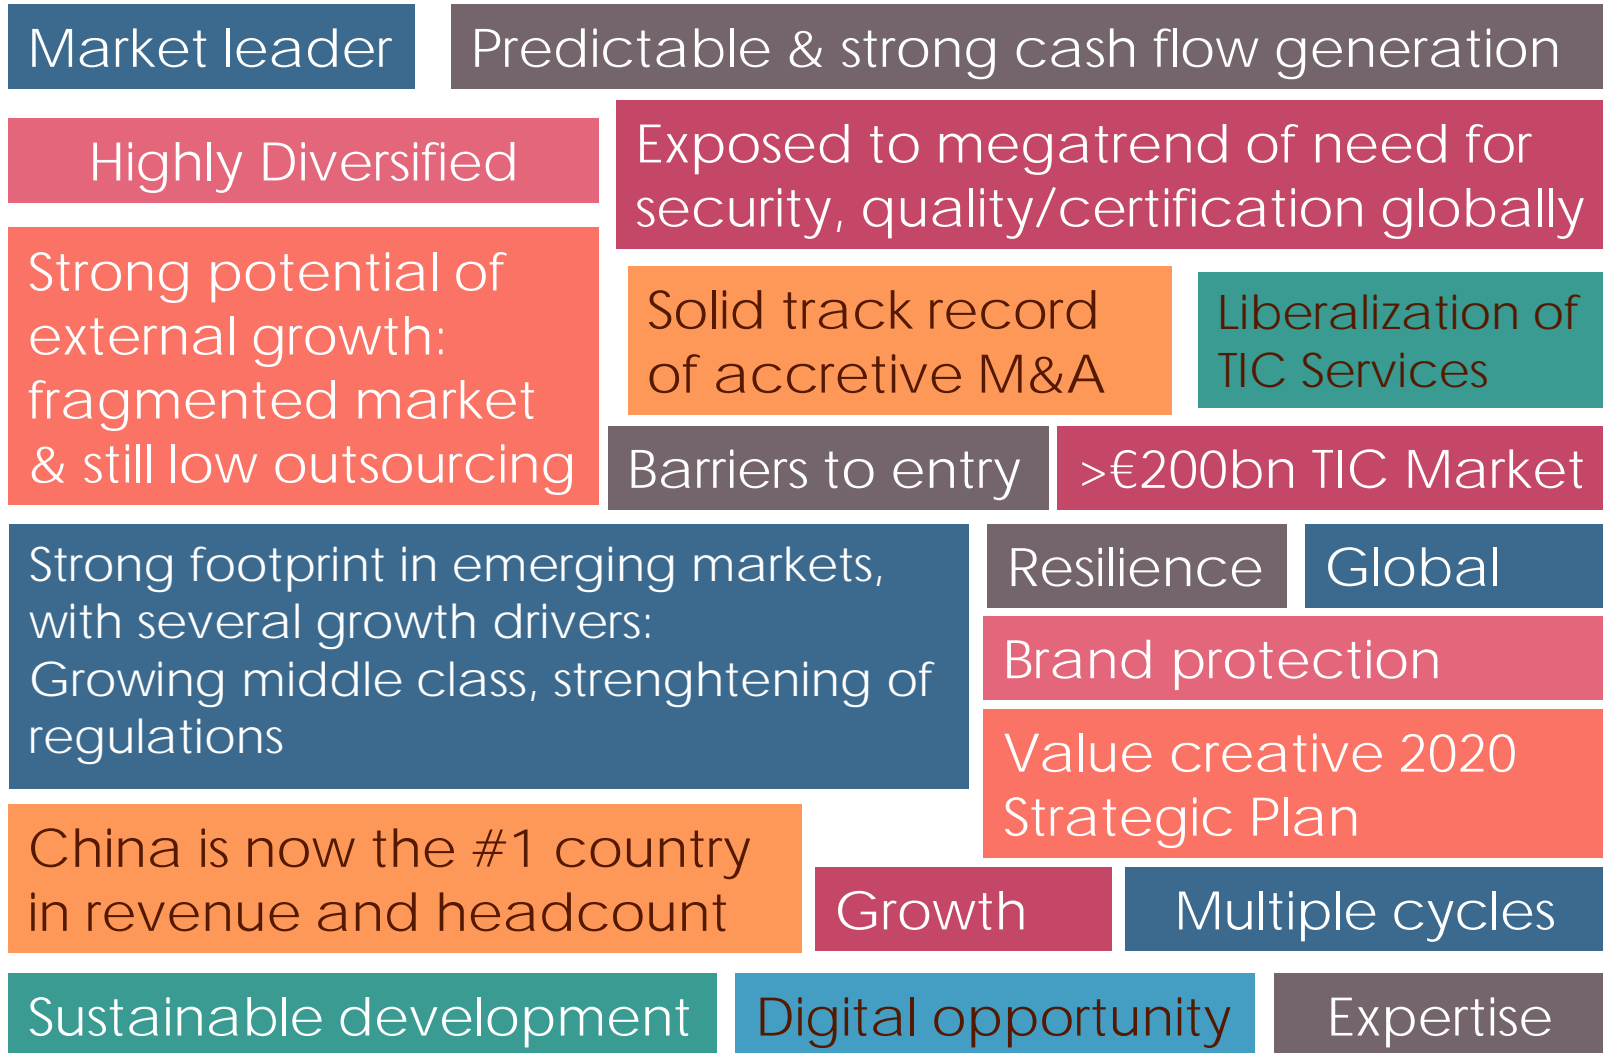 Market leader
Predictable & strong cash flow generation
Highly Diversified
Exposed to megatrend of need for
security, quality/certification globally
Strong potential of
external growth:
fragmented market
& still low outsourcing
Solid track record
of accretive M&A
Liberalization of
TIC Services
Barriers to entry
>€200bn TIC Market
Strong footprint in emerging markets,
with several growth drivers:
Growing middle class, strenghtening of
regulations
Resilience
Global
Brand protection
Value creative 2020
Strategic Plan
China is now the #1 country
in revenue and headcount
Growth
Multiple cycles
Sustainable development
Digital opportunity
Expertise